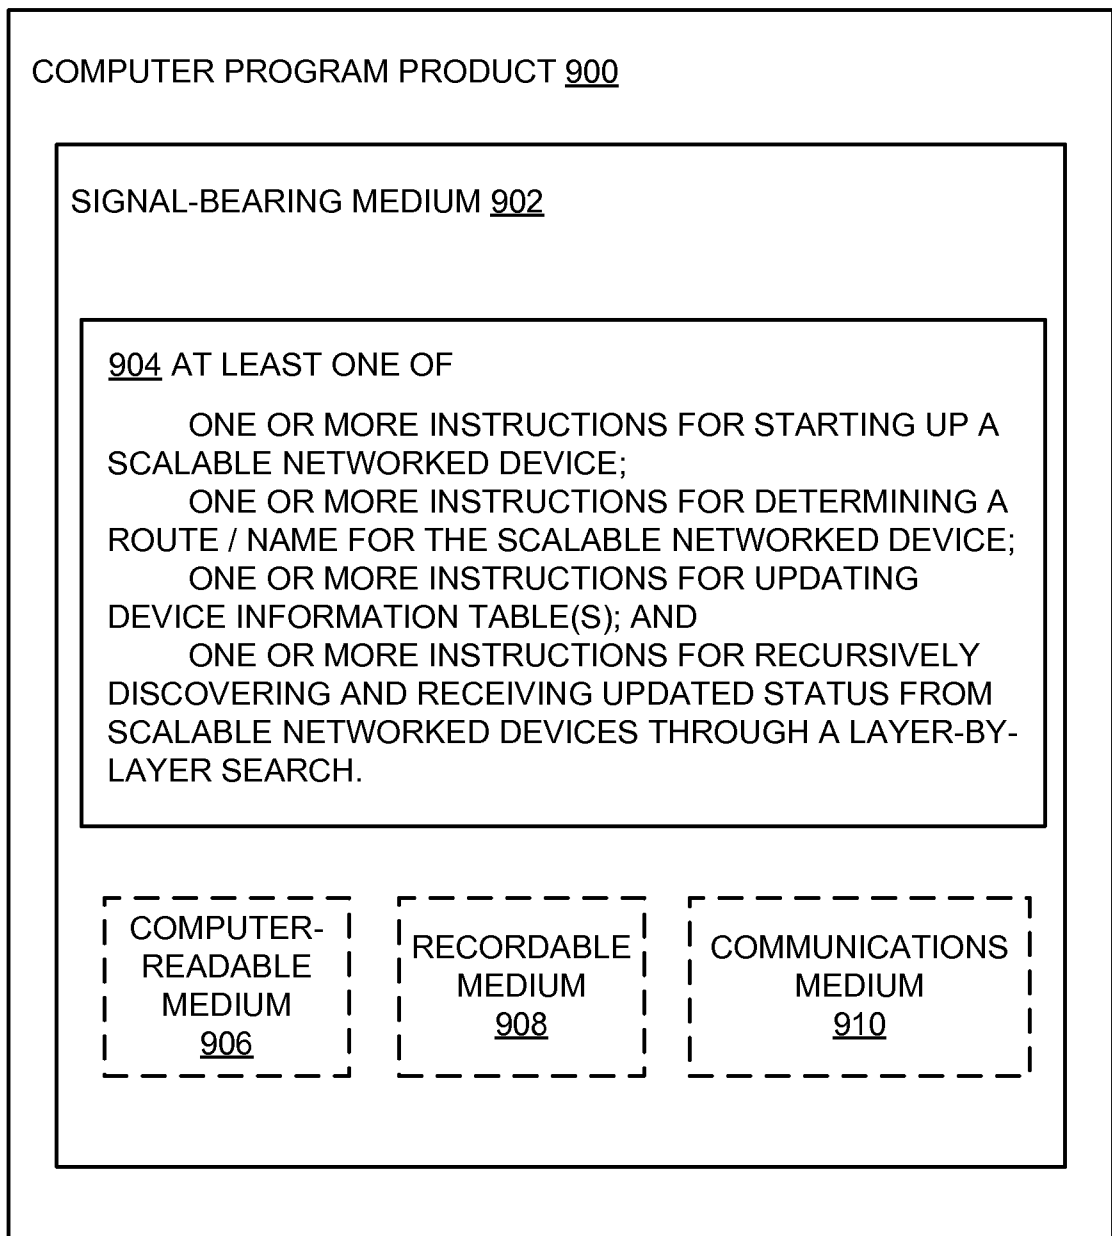 COMPUTER PROGRAM PRODUCT 900
SIGNAL-BEARING MEDIUM 902
904 AT LEAST ONE OF
ONE OR MORE INSTRUCTIONS FOR STARTING UP A
SCALABLE NETWORKED DEVICE;
ONE OR MORE INSTRUCTIONS FOR DETERMINING A
ROUTE / NAME FOR THE SCALABLE NETWORKED DEVICE;
ONE OR MORE INSTRUCTIONS FOR UPDATING
DEVICE INFORMATION TABLE(S); AND
ONE OR MORE INSTRUCTIONS FOR RECURSIVELY
DISCOVERING AND RECEIVING UPDATED STATUS FROM
SCALABLE NETWORKED DEVICES THROUGH A LAYER-BY-
LAYER SEARCH.
COMPUTER-
READABLE
MEDIUM
906
RECORDABLE
MEDIUM
908
COMMUNICATIONS
MEDIUM
910